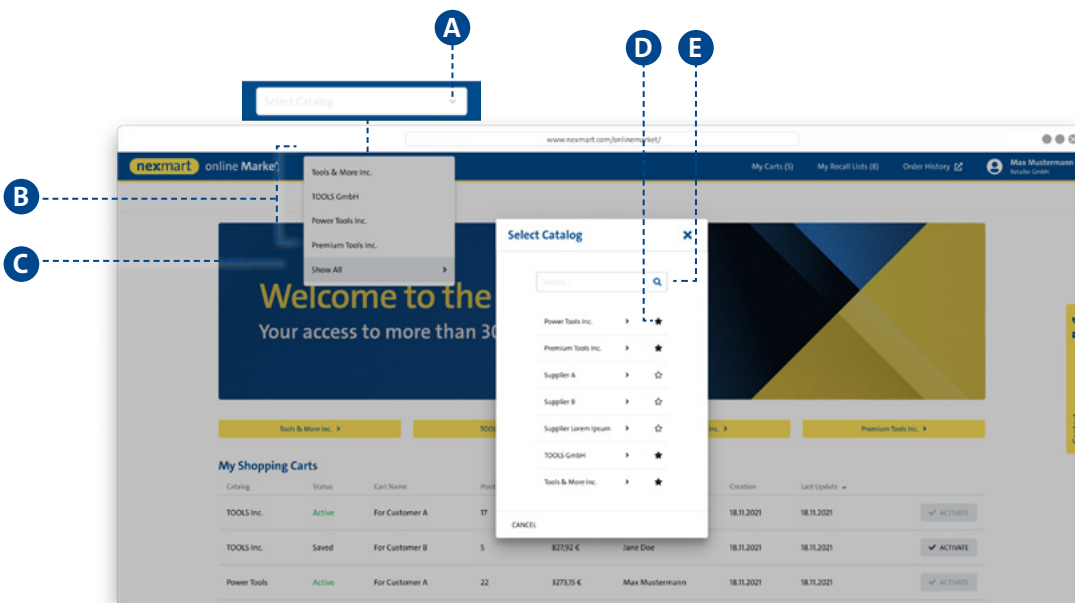 A
D
E
Select Catalog
www.nexmart.com/onlinemarket/
nexmart online Market
My Carts (5)
My Recall Lists (8)
Order History
Max Mustermann
Retailer GmbH
B
C
Tools & More Inc.
TOOLS GmbH
Power Tools Inc.
Premium Tools Inc.
Show All
Welcome to the
Your access to more than 30
Select Catalog
Search...
Power Tools Inc.
Premium Tools Inc.
Supplier A
Supplier B
Supplier Lorem Ipsum
TOOLS GmbH
Tools & More Inc.
CANCEL
Tools & More Inc.
TOO
Inc.
Premium Tools Inc.
Contact
My Shopping Carts
Catalog Status Cart Name Posit Creation Last Update
TOOLS Inc. Active For Customer A 17 18.11.2021 18.11.2021 ACTIVATE
TOOLS Inc. Saved For Customer B 5 827,92 € Jane Doe 18.11.2021 18.11.2021 ACTIVATE
Power Tools Active For Customer A 22 3273,15 € Max Mustermann 18.11.2021 18.11.2021 ACTIVATE